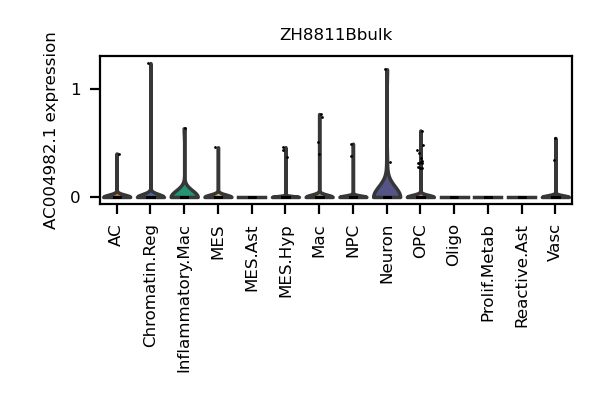 ZH8811Bbulk
AC004982.1 expression
1
0
AC
Chromatin.Reg
Inflammatory.Mac
MES
MES.Ast
MES.Hyp
Mac
NPC
Neuron
OPC
Oligo
Prolif.Metab
Reactive.Ast
Vasc